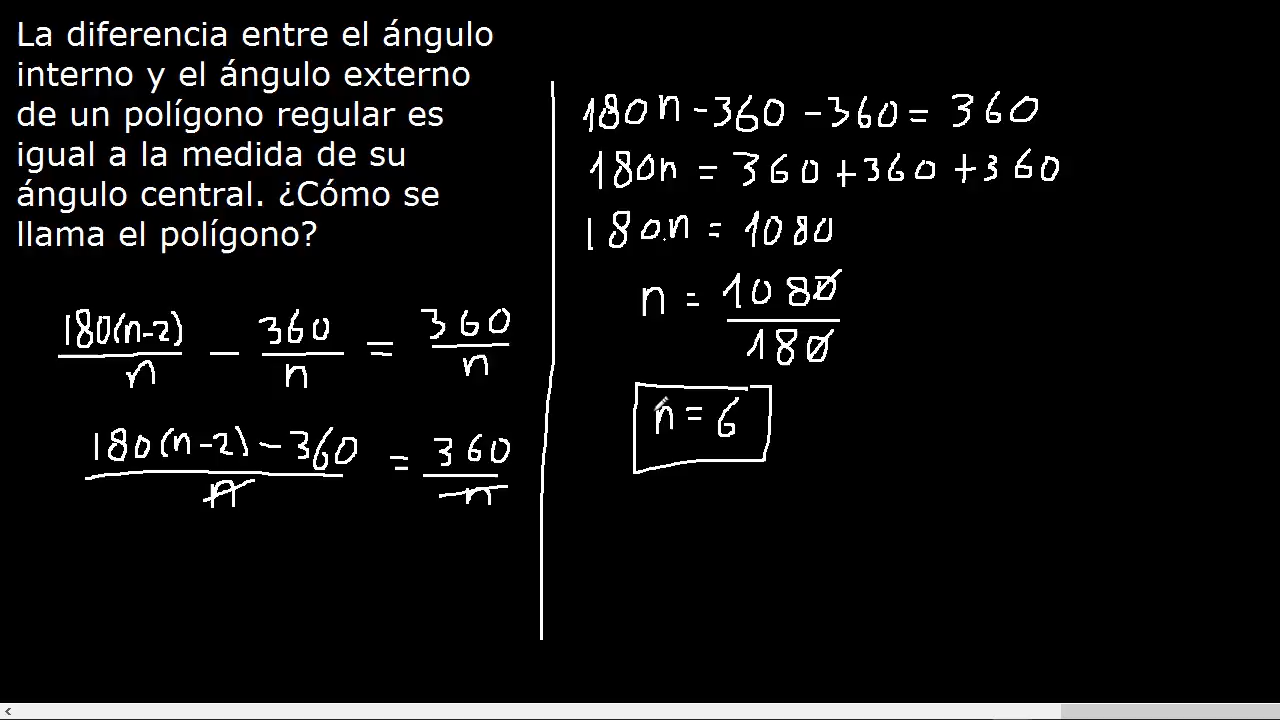 La diferencia entre el ángulo
interno y el ángulo externo
de un polígono regular es
igual a la medida de su
ángulo central. ¿Cómo se
llama el polígono?
180(n-2)/n - 360/n = 360/n
180(n-2)-360/n = 360/n
180n-360-360=360
180n=360+360+360
180.n=1080
n=1080/180
n=6